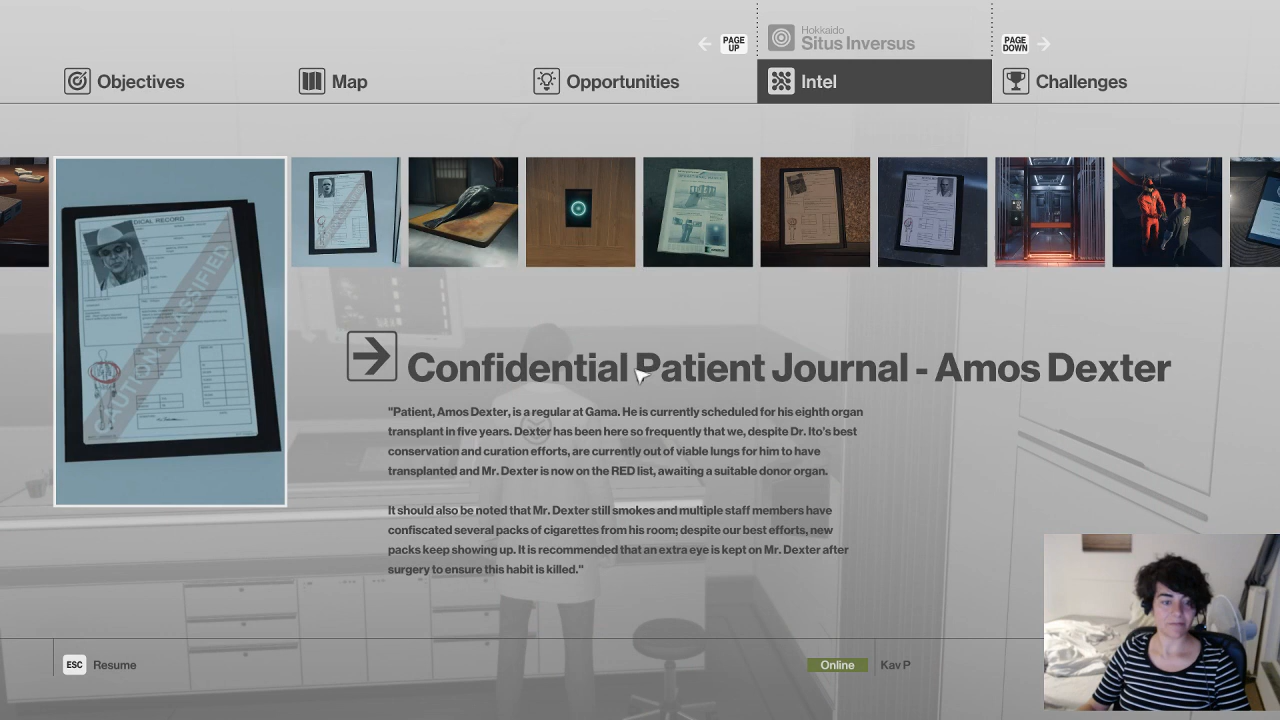 Hokkaido
Situs Inversus
PAGE UP
PAGE DOWN
Objectives
Map
Opportunities
Intel
Challenges
MEDICAL RECORD
CAUTION CLASSIFIED
Confidential Patient Journal - Amos Dexter
"Patient, Amos Dexter, is a regular at Gama. He is currently scheduled for his eighth organ
transplant in five years. Dexter has been here so frequently that we, despite Dr. Ito's best
conservation and curation efforts, are currently out of viable lungs for him to have
transplanted and Mr. Dexter is now on the RED list, awaiting a suitable donor organ.
It should also be noted that Mr. Dexter still smokes and multiple staff members have
confiscated several packs of cigarettes from his room; despite our best efforts, new
packs keep showing up. It is recommended that an extra eye is kept on Mr. Dexter after
surgery to ensure this habit is killed."
ESC Resume
Online
Kav P